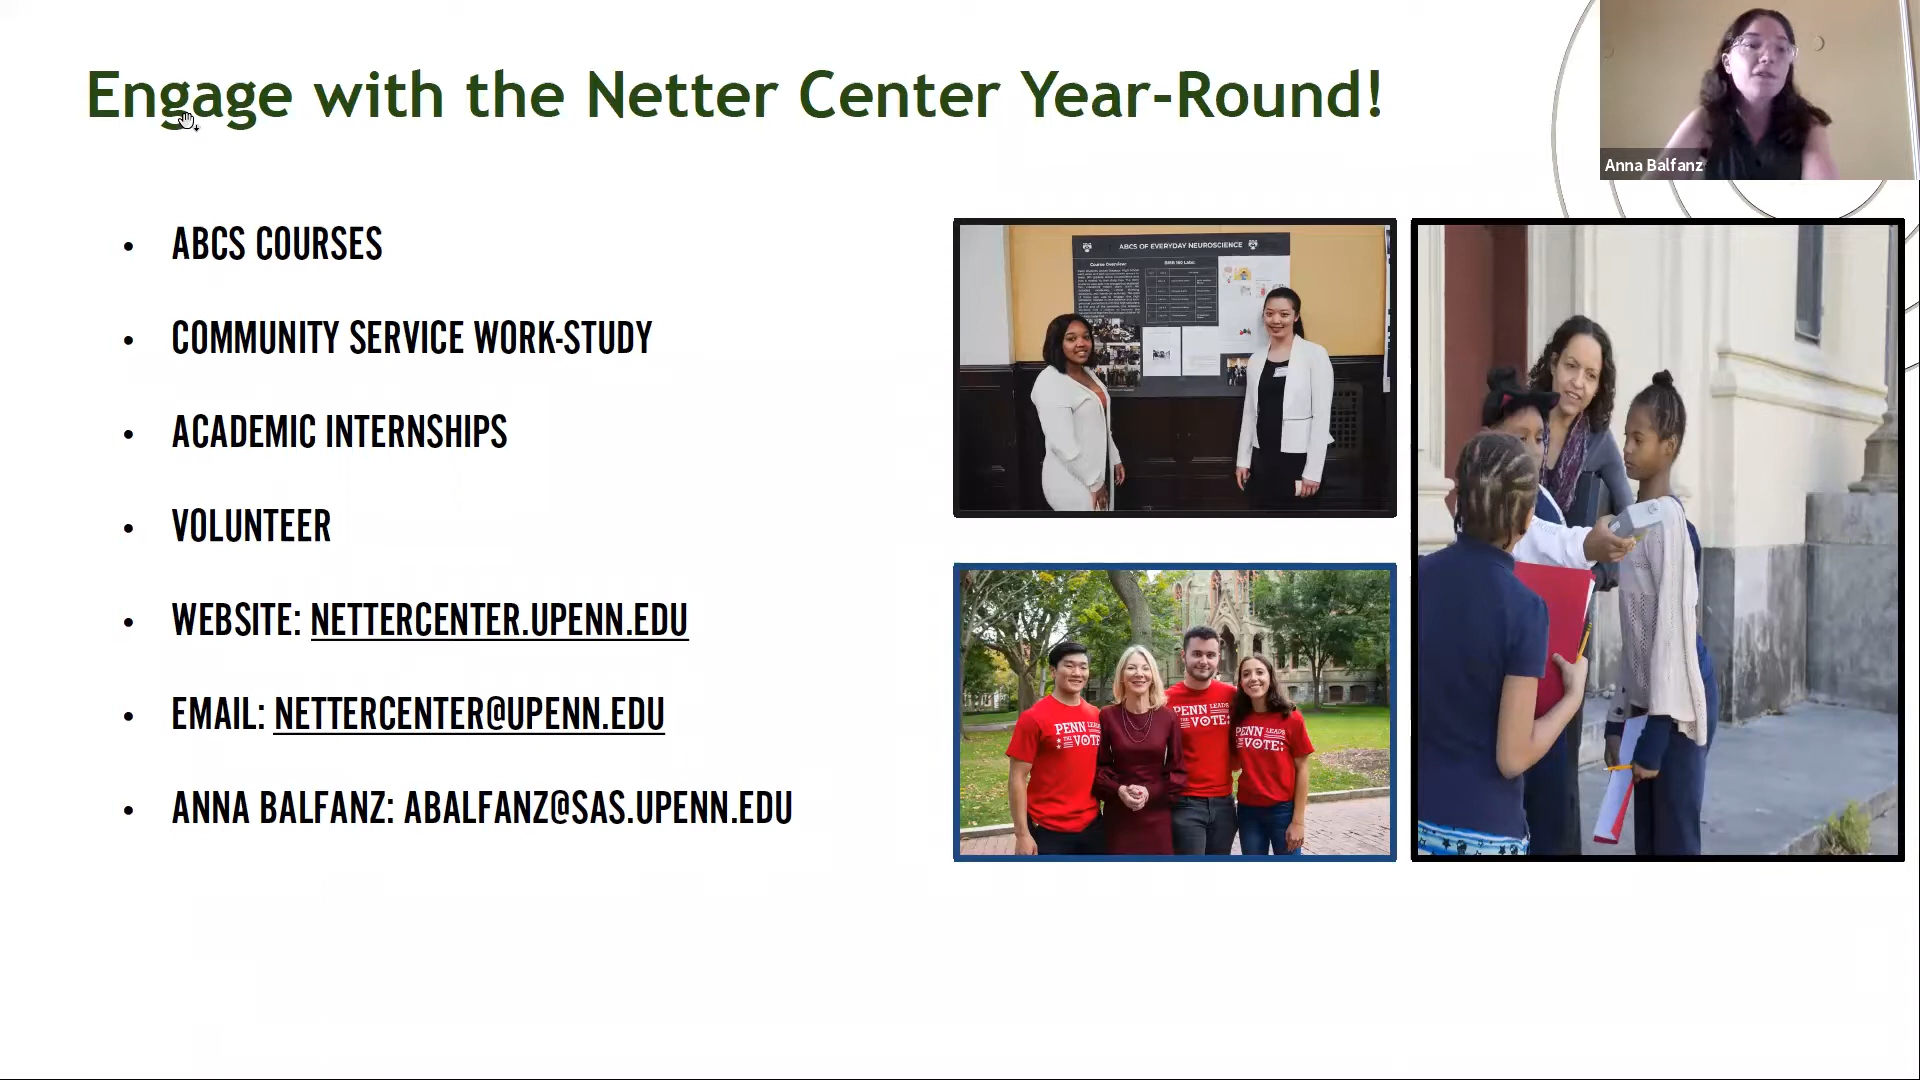 Engage with the Netter Center Year-Round!
Anna Balfanz
• ABCS COURSES
• COMMUNITY SERVICE WORK-STUDY
• ACADEMIC INTERNSHIPS
• VOLUNTEER
• WEBSITE: NETTERCENTER.UPENN.EDU
• EMAIL: NETTERCENTER@UPENN.EDU
• ANNA BALFANZ: ABALFANZ@SAS.UPENN.EDU
ABCS OF EVERYDAY NEUROSCIENCE
Course Overview:
PENN LEADS
THE VOTE
PENN LEADS
THE VOTE
PENN LEADS
THE VOTE